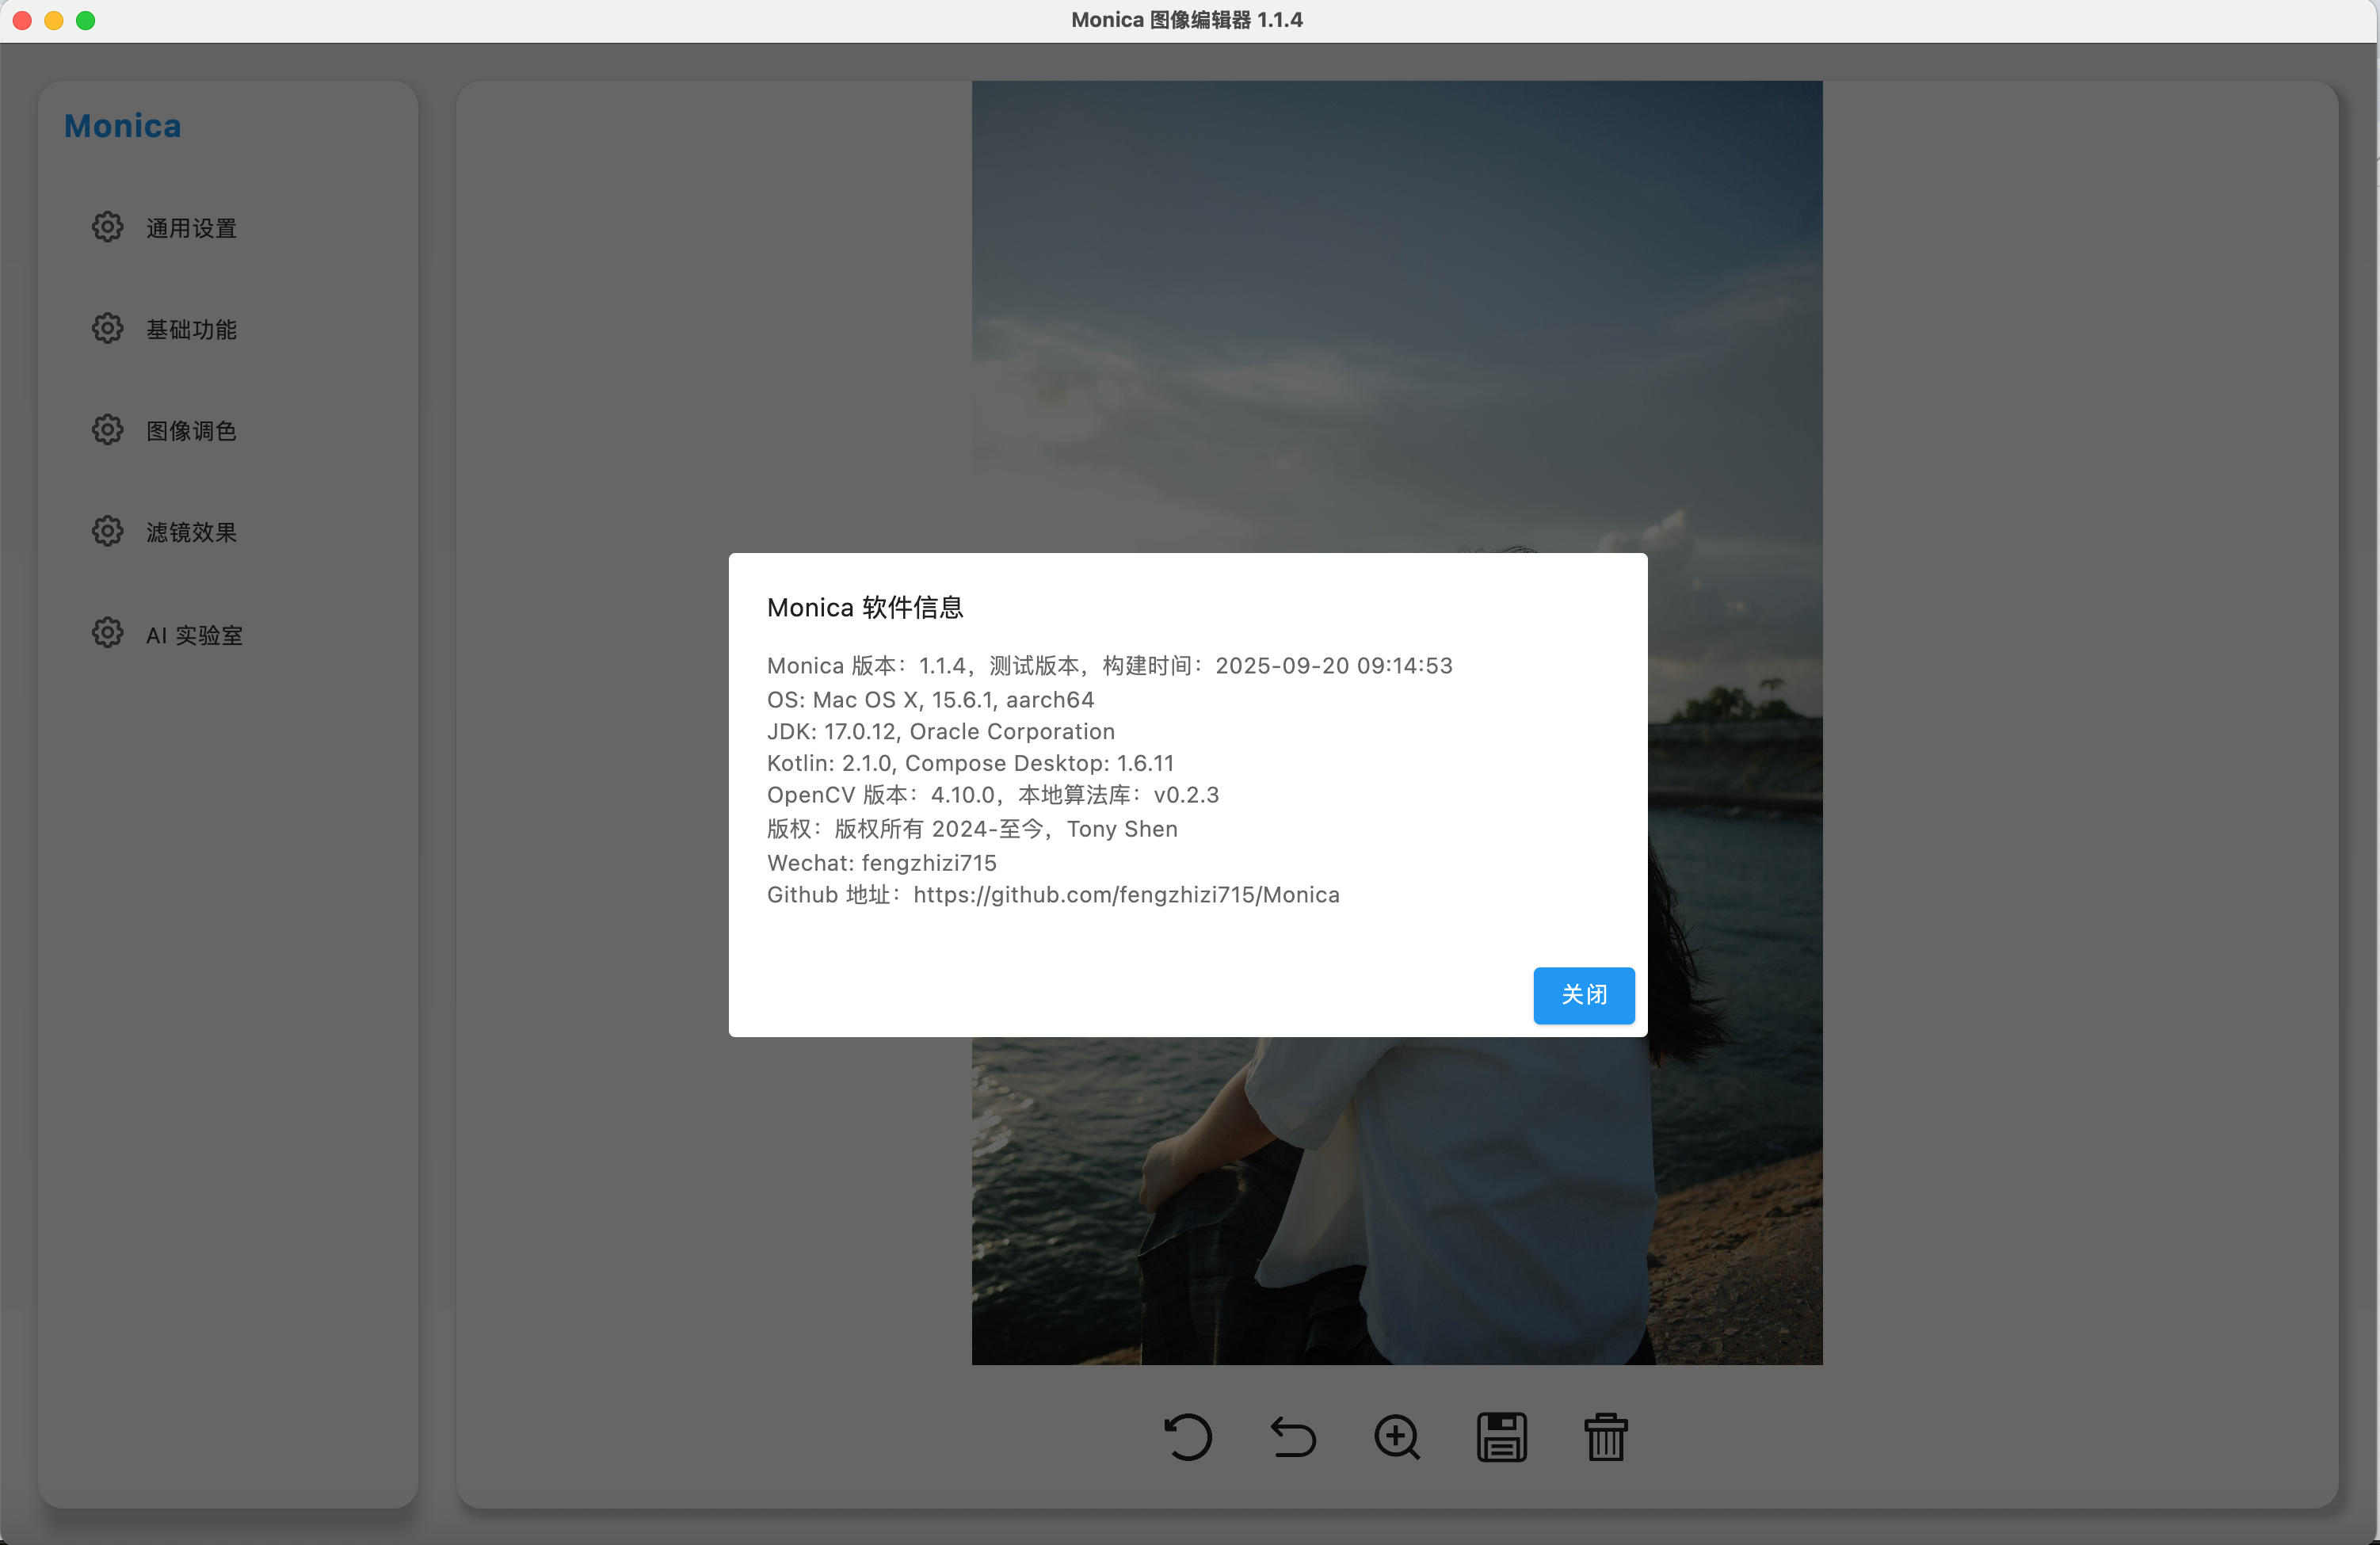 Monica 图像编辑器 1.1.4
Monica
通用设置
基础功能
图像调色
滤镜效果
AI 实验室
Monica 软件信息
Monica 版本：1.1.4，测试版本，构建时间：2025-09-20 09:14:53
OS: Mac OS X, 15.6.1, aarch64
JDK: 17.0.12, Oracle Corporation
Kotlin: 2.1.0, Compose Desktop: 1.6.11
OpenCV 版本：4.10.0，本地算法库：v0.2.3
版权：版权所有 2024-至今，Tony Shen
Wechat: fengzhizi715
Github 地址：https://github.com/fengzhizi715/Monica
关闭